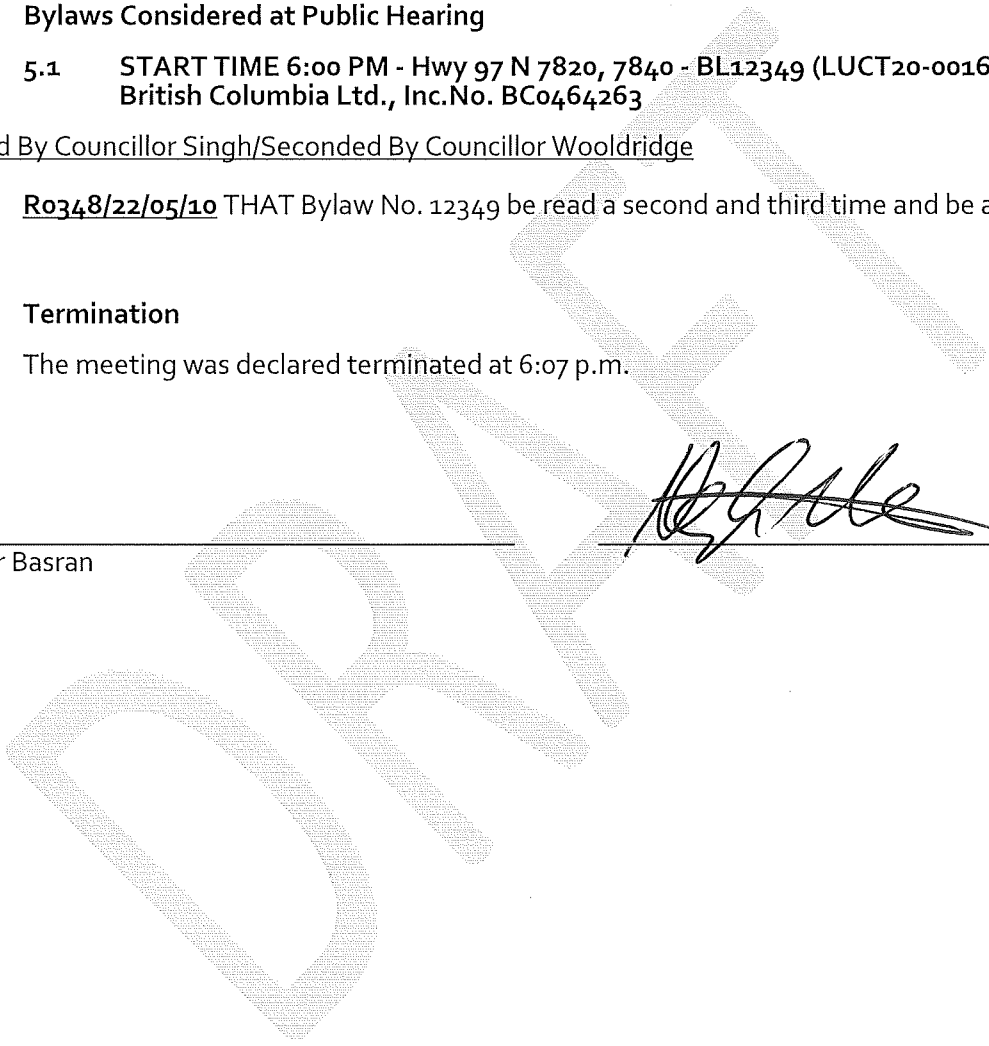 Bylaws Considered at Public Hearing
5.1 START TIME 6:00 PM - Hwy 97 N 7820, 7840 - BL12349 (LUCT20-0016
British Columbia Ltd., Inc.No. BC0464263
d By Councillor Singh/Seconded By Councillor Wooldridge
R0348/22/05/10 THAT Bylaw No. 12349 be read a second and third time and be a
Termination
The meeting was declared terminated at 6:07 p.m.
r Basran
DRAFT